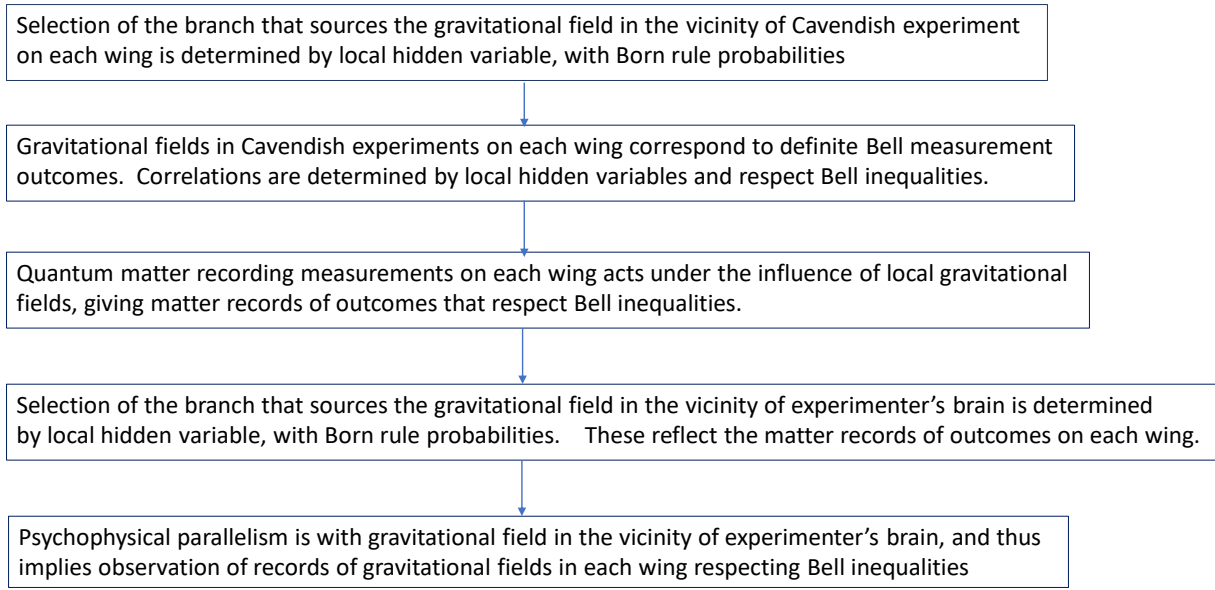 Selection of the branch that sources the gravitational field in the vicinity of Cavendish experiment
on each wing is determined by local hidden variable, with Born rule probabilities
Gravitational fields in Cavendish experiments on each wing correspond to definite Bell measurement
outcomes. Correlations are determined by local hidden variables and respect Bell inequalities.
Quantum matter recording measurements on each wing acts under the influence of local gravitational
fields, giving matter records of outcomes that respect Bell inequalities.
Selection of the branch that sources the gravitational field in the vicinity of experimenter's brain is determined
by local hidden variable, with Born rule probabilities. These reflect the matter records of outcomes on each wing.
Psychophysical parallelism is with gravitational field in the vicinity of experimenter's brain, and thus
implies observation of records of gravitational fields in each wing respecting Bell inequalities